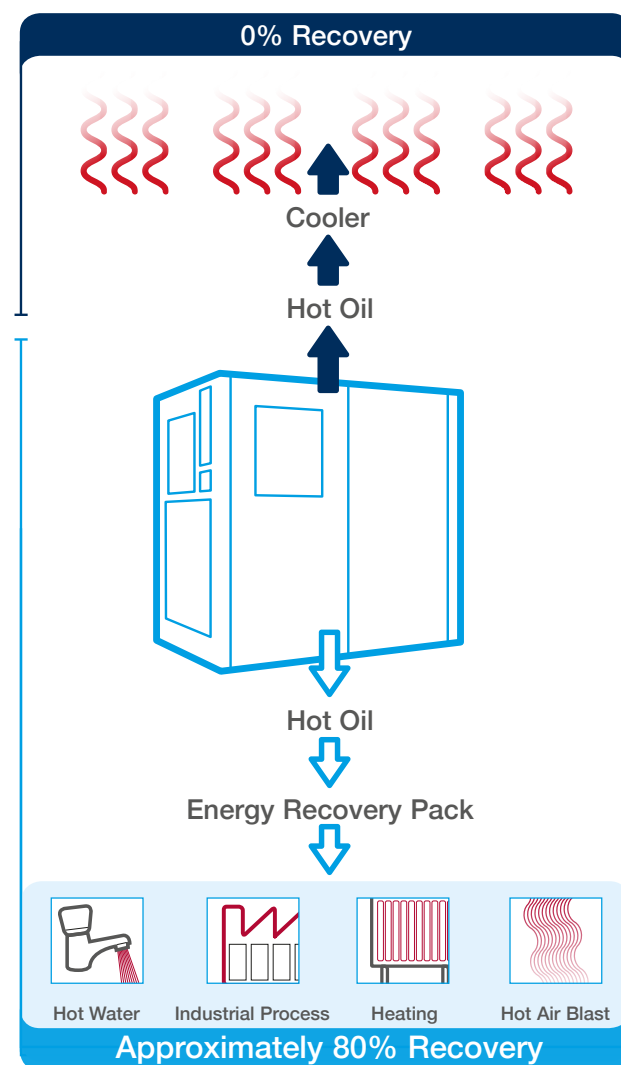 0% Recovery
Cooler
Hot Oil
Hot Oil
Energy Recovery Pack
Hot Water
Industrial Process
Heating
Hot Air Blast
Approximately 80% Recovery